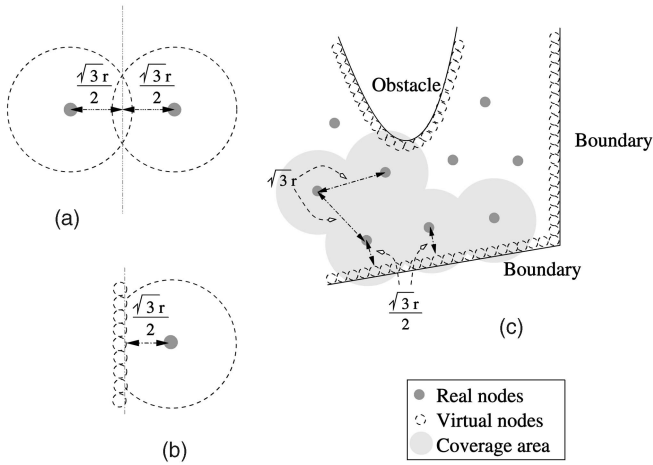 √3 r
2
√3 r
2
(a)
√3 r
2
(b)
Obstacle
Boundary
√3 r
Boundary
√3 r
2
(c)
Real nodes
Virtual nodes
Coverage area